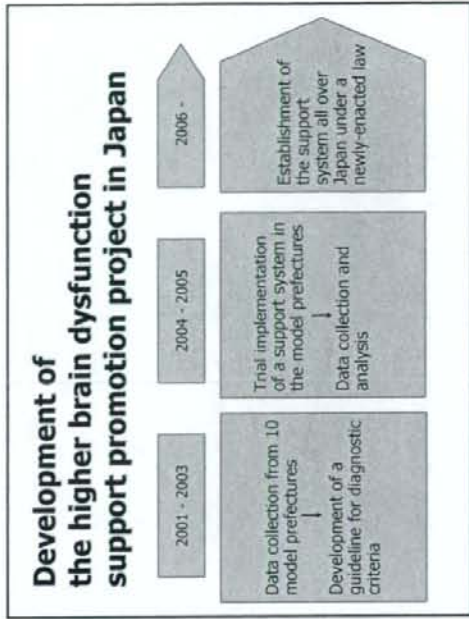 Development of
the higher brain dysfunction
support promotion project in Japan
2001 - 2003
2004 - 2005
2006 -
Data collection from 10
model prefectures
↓
Development of a
guideline for diagnostic
criteria
Trial implementation
of a support system in
the model prefectures
↓
Data collection and
analysis
Establishment of
the support
system all over
Japan under a
newly-enacted law